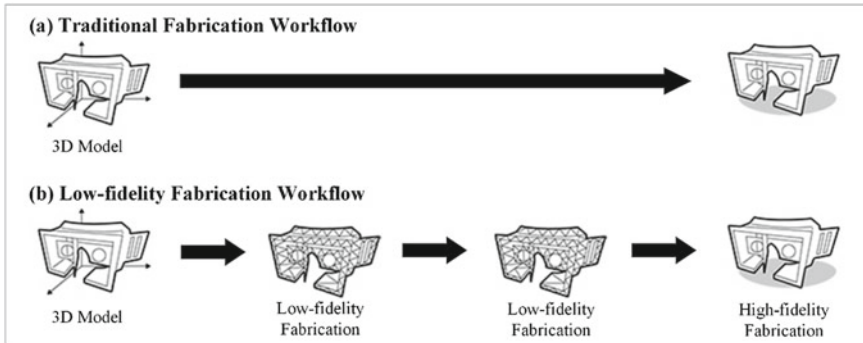 (a) Traditional Fabrication Workflow
3D Model
(b) Low-fidelity Fabrication Workflow
3D Model
Low-fidelity
Fabrication
Low-fidelity
Fabrication
High-fidelity
Fabrication